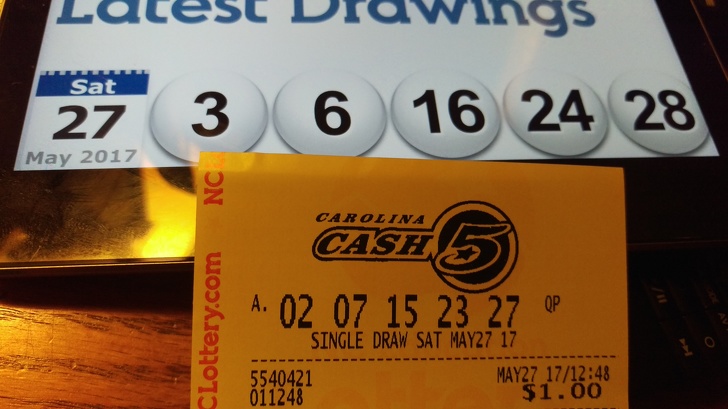 Latest Drawings
Sat
27
May 2017
3 6 16 24 28
NC
CLottery.com
CAROLINA
CASH 5
A. 02 07 15 23 27 QP
SINGLE DRAW SAT MAY27 17
5540421 MAY27 17/12:48
011248 $1.00